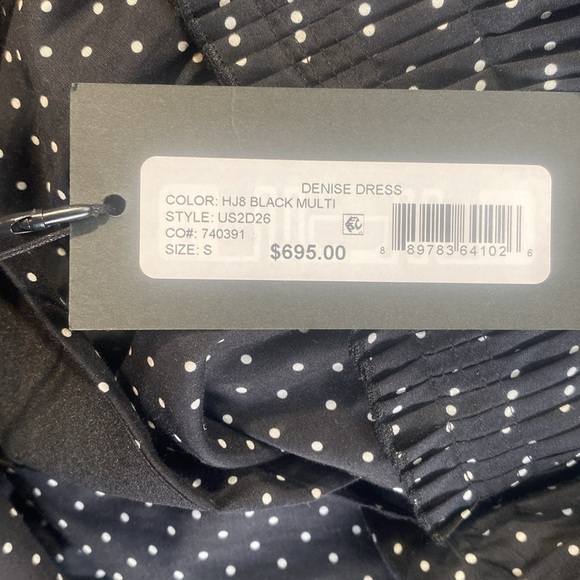 DENISE DRESS
COLOR: HJ8 BLACK MULTI
STYLE: US2D26
CO#: 740391
SIZE: S
$695.00
8 89783 64102 6